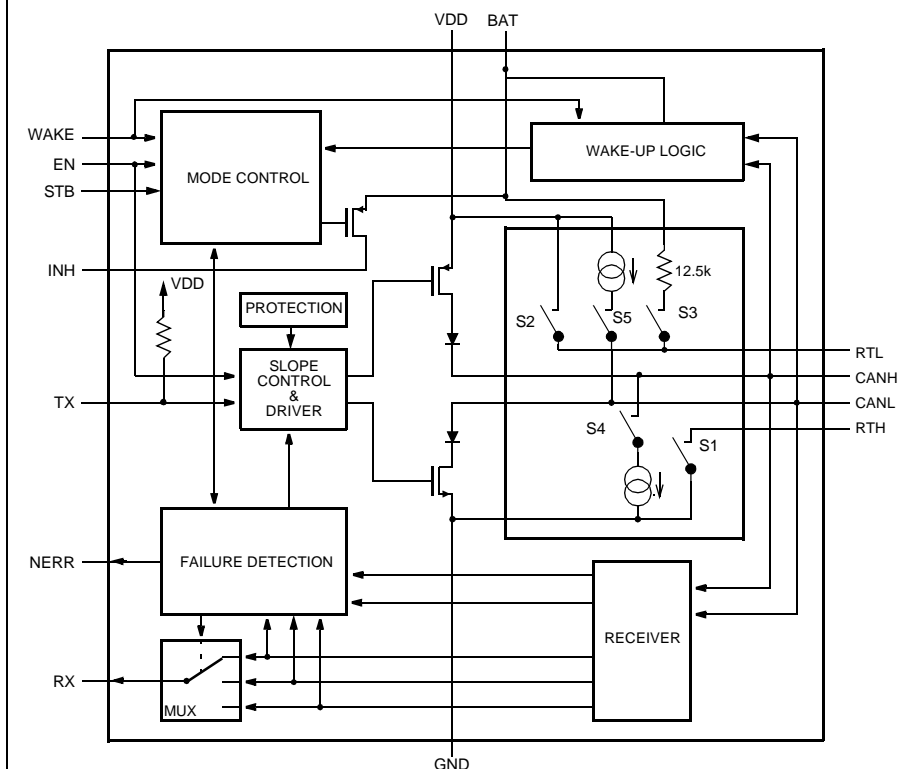 VDD BAT
WAKE
EN
STB
MODE CONTROL
WAKE-UP LOGIC
INH
VDD
12.5k
PROTECTION
S2
S5
S3
SLOPE
CONTROL
&
DRIVER
RTL
CANH
TX
CANL
S4
RTH
S1
NERR
FAILURE DETECTION
RECEIVER
RX
MUX
GND